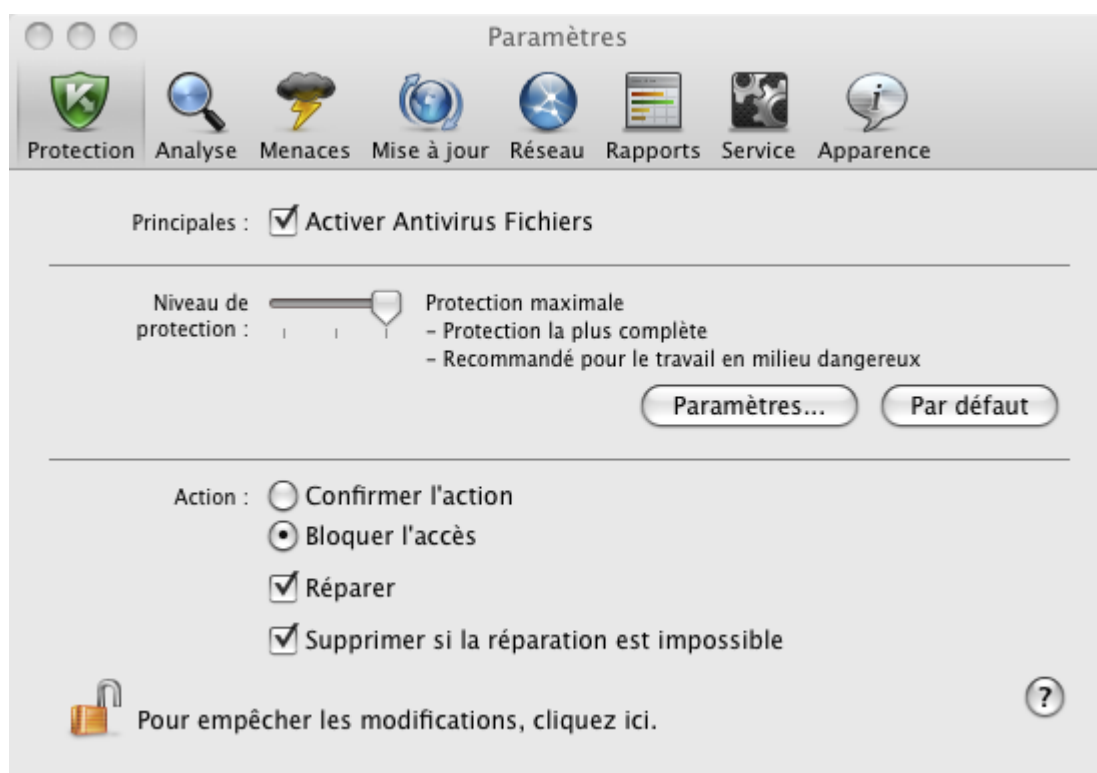 Paramètres
Protection Analyse Menaces Mise à jour Réseau Rapports Service Apparence
Principales : Activer Antivirus Fichiers
Niveau de protection :
Protection maximale
– Protection la plus complète
– Recommandé pour le travail en milieu dangereux
Paramètres... Par défaut
Action : Confirmer l'action
Bloquer l'accès
Réparer
Supprimer si la réparation est impossible
Pour empêcher les modifications, cliquez ici. ?